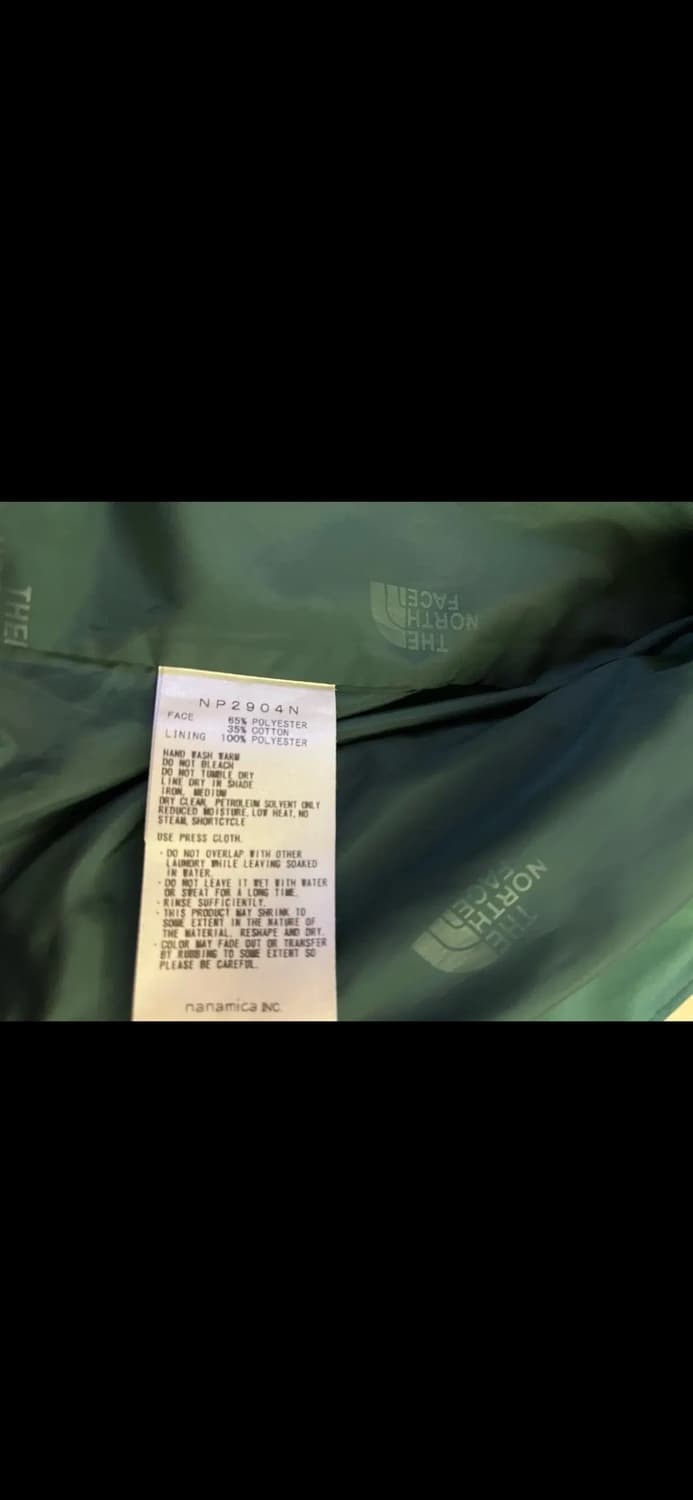 THE
THE
NORTH
FACE
NP2904N
FACE 65% POLYESTER
35% COTTON
LINING 100% POLYESTER
HAND WASH WARM
DO NOT BLEACH
DO NOT TUMBLE DRY
LINE DRY IN SHADE
IRON, MEDIUM
DRY CLEAN, PETROLEUM SOLVENT ONLY
REDUCED MOISTURE, LOW HEAT, NO
STEAM, SHORTCYCLE
USE PRESS CLOTH.
・DO NOT OVERLAP WITH OTHER
LAUNDRY WHILE LEAVING SOAKED
IN WATER.
・DO NOT LEAVE IT WET WITH WATER
OR SWEAT FOR A LONG TIME.
・RINSE SUFFICIENTLY.
・THIS PRODUCT MAY SHRINK TO
SOME EXTENT IN THE NATURE OF
THE MATERIAL. RESHAPE AND DRY.
・COLOR MAY FADE OUT OR TRANSFER
BY RUBBING TO SOME EXTENT SO
PLEASE BE CAREFUL.
nanamica INC.
THE
NORTH
FACE